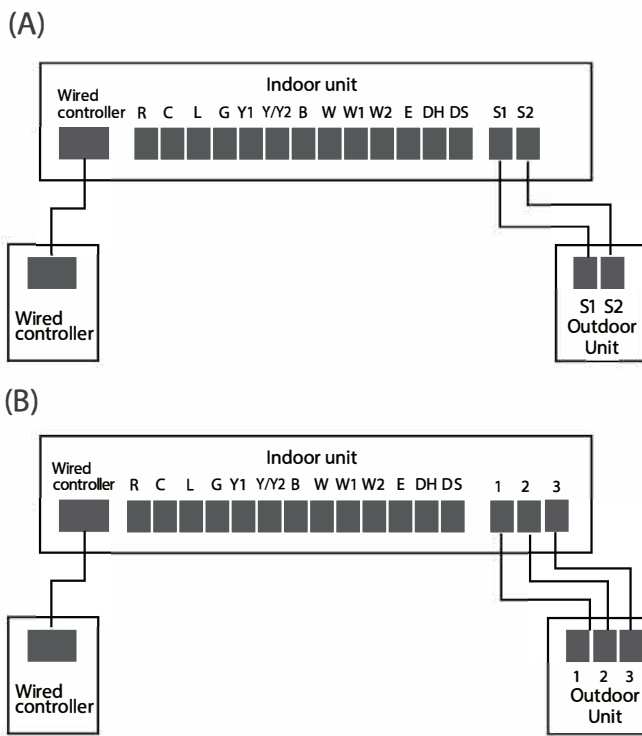 (A)
Indoor unit
Wired
controller
R C L G Y1 Y/Y2 B W W1 W2 E DH DS S1 S2
Wired
controller
S1 S2
Outdoor
Unit
(B)
Indoor unit
Wired
controller
R C L G Y1 Y/Y2 B W W1 W2 E DH DS 1 2 3
Wired
controller
1 2 3
Outdoor
Unit